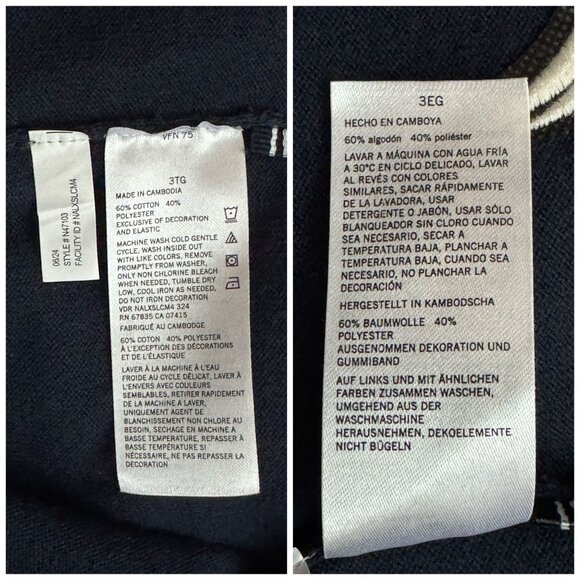 06/24
STYLE # N47103
FACILITY ID # NALXSLCM4
VFN 75
3TG
MADE IN CAMBODIA
60% COTTON 40%
POLYESTER
EXCLUSIVE OF DECORATION
AND ELASTIC
MACHINE WASH COLD GENTLE
CYCLE, WASH INSIDE OUT
WITH LIKE COLORS, REMOVE
PROMPTLY FROM WASHER,
ONLY NON CHLORINE BLEACH
WHEN NEEDED, TUMBLE DRY
LOW, COOL IRON AS NEEDED,
DO NOT IRON DECORATION
VDR NALXSLCM4 324
RN 67835 CA 07415
FABRIQUÉ AU CAMBODGE
60% COTON 40% POLYESTER
À L'EXCEPTION DES DÉCORATIONS
ET DE L'ÉLASTIQUE
LAVER À LA MACHINE À L'EAU
FROIDE AU CYCLE DÉLICAT, LAVER À
L'ENVERS AVEC COULEURS
SEMBLABLES, RETIRER RAPIDEMENT
DE LA MACHINE A LAVER,
UNIQUEMENT AGENT DE
BLANCHISSEMENT NON CHLORE AU
BESOIN, SÉCHAGE EN MACHINE À
BASSE TEMPÉRATURE, REPASSER À
BASSE TEMPÉRATURE SI
NÉCESSAIRE, NE PAS REPASSER LA
DECORATION
3EG
HECHO EN CAMBOYA
60% algodón 40% poliéster
LAVAR A MÁQUINA CON AGUA FRÍA
A 30°C EN CICLO DELICADO, LAVAR
AL REVÉS CON COLORES
SIMILARES, SACAR RÁPIDAMENTE
DE LA LAVADORA, USAR
DETERGENTE O JABÓN, USAR SÓLO
BLANQUEADOR SIN CLORO CUANDO
SEA NECESARIO, SECAR A
TEMPERATURA BAJA, PLANCHAR A
TEMPERATURA BAJA, CUANDO SEA
NECESARIO, NO PLANCHAR LA
DECORACIÓN
HERGESTELLT IN KAMBODSCHA
60% BAUMWOLLE 40%
POLYESTER
AUSGENOMMEN DEKORATION UND
GUMMIBAND
AUF LINKS UND MIT ÄHNLICHEN
FARBEN ZUSAMMEN WASCHEN,
UMGEHEND AUS DER
WASCHMASCHINE
HERAUSNEHMEN, DEKOELEMENTE
NICHT BÜGELN